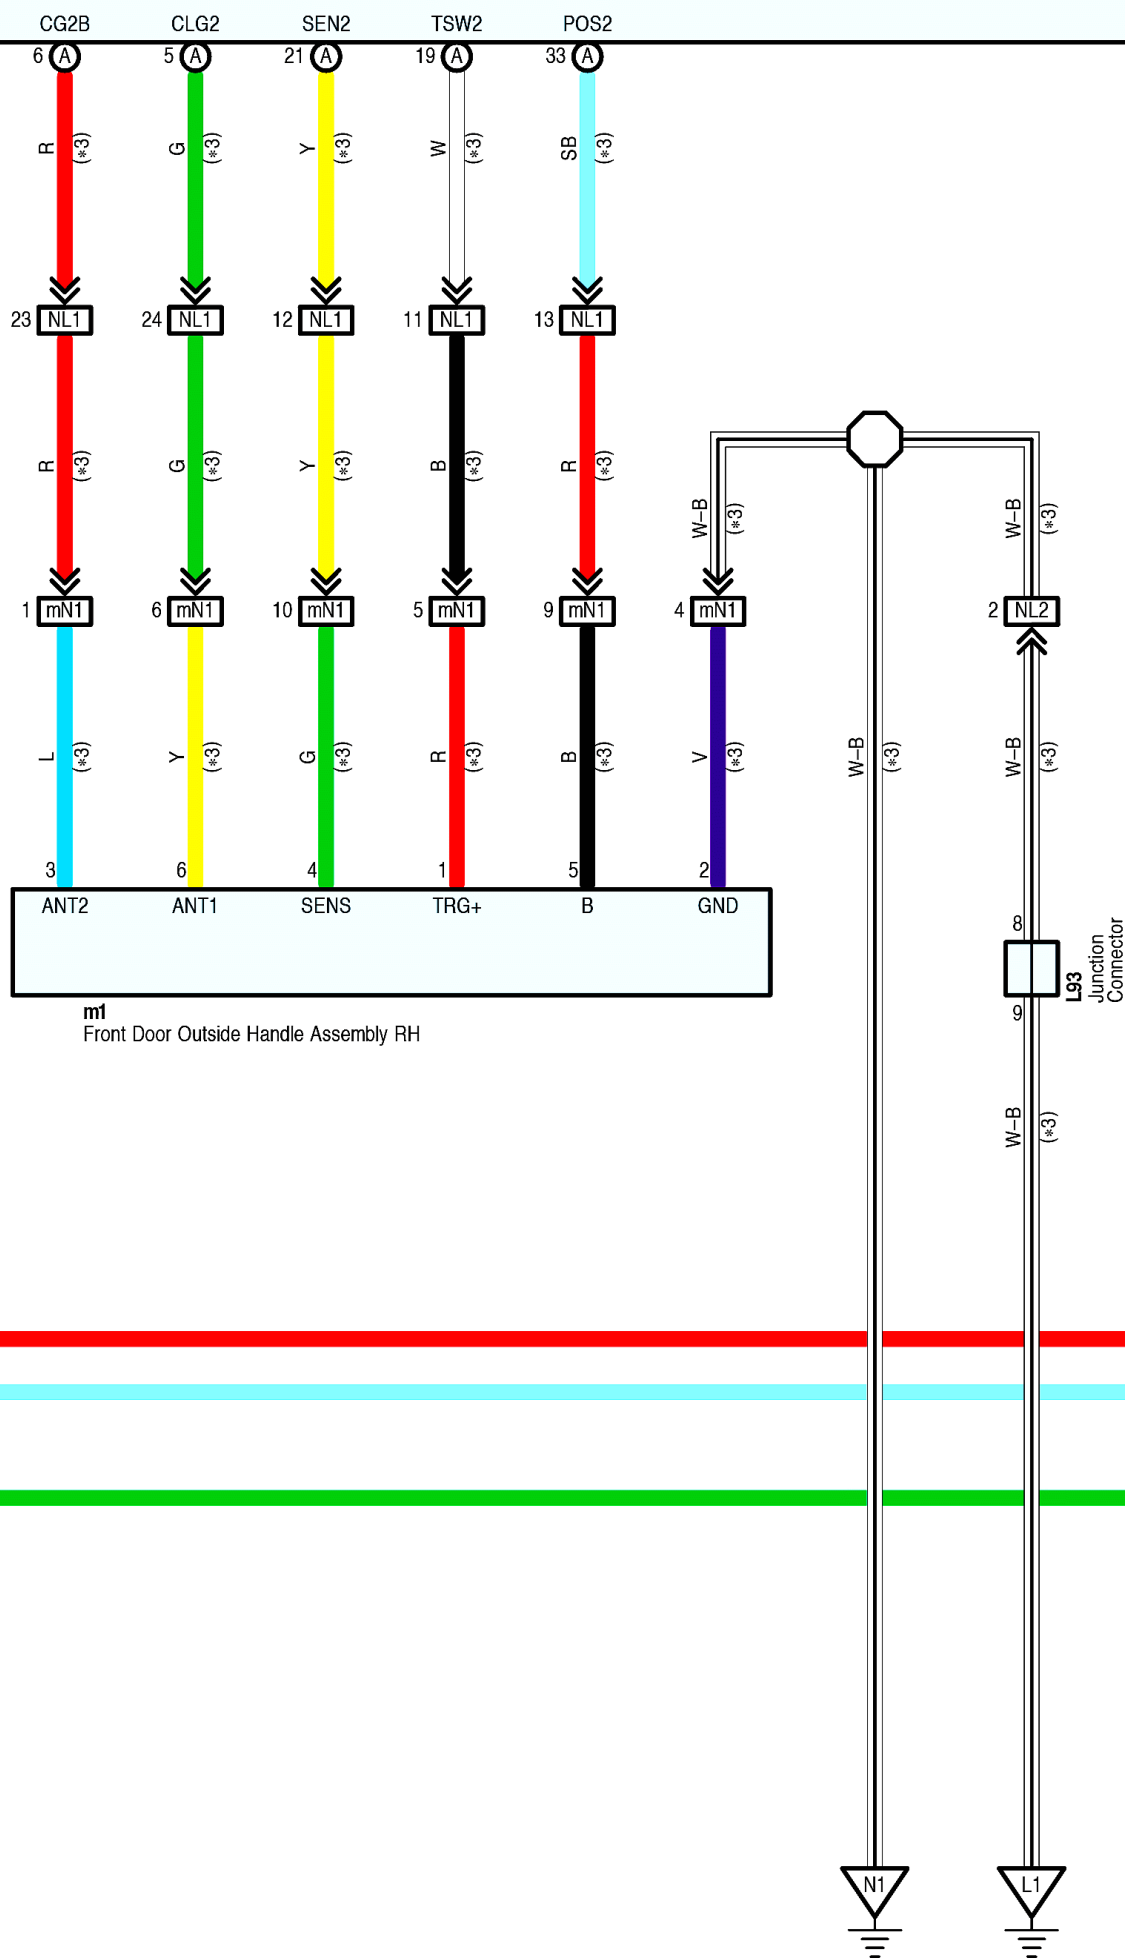 CG2B CLG2 SEN2 TSW2 POS2
6 A 5 A 21 A 19 A 33 A
R (*3) G (*3) Y (*3) W (*3) SB (*3)
23 NL1 24 NL1 12 NL1 11 NL1 13 NL1
R (*3) G (*3) Y (*3) B (*3) R (*3)
W-B (*3) W-B (*3)
1 mN1 6 mN1 10 mN1 5 mN1 9 mN1 4 mN1 2 NL2
L (*3) Y (*3) G (*3) R (*3) B (*3) V (*3) W-B (*3) W-B (*3)
3 6 4 1 5 2
ANT2 ANT1 SENS TRG+ B GND
8
L93
Junction
Connector
9
m1
Front Door Outside Handle Assembly RH
W-B (*3)
N1 L1